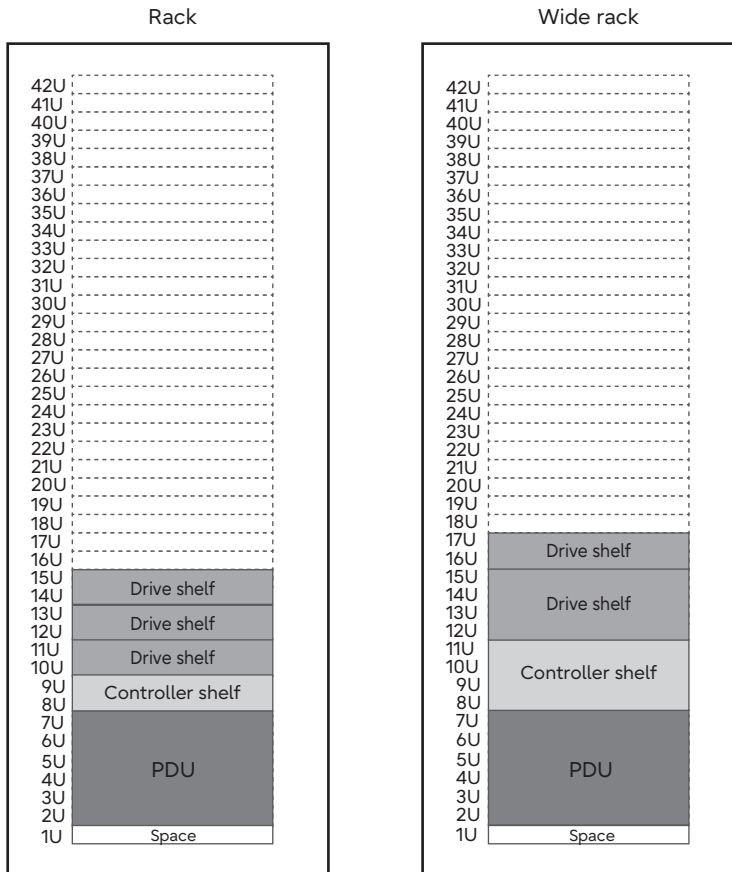 Rack
42U
41U
40U
39U
38U
37U
36U
35U
34U
33U
32U
31U
30U
29U
28U
27U
26U
25U
24U
23U
22U
21U
20U
19U
18U
17U
16U
15U
14U
Drive shelf
13U
12U
Drive shelf
11U
10U
Drive shelf
9U
8U
Controller shelf
7U
6U
5U
4U
3U
2U
PDU
1U
Space
Wide rack
42U
41U
40U
39U
38U
37U
36U
35U
34U
33U
32U
31U
30U
29U
28U
27U
26U
25U
24U
23U
22U
21U
20U
19U
18U
17U
16U
Drive shelf
15U
14U
13U
12U
Drive shelf
11U
10U
9U
8U
Controller shelf
7U
6U
5U
4U
3U
2U
PDU
1U
Space